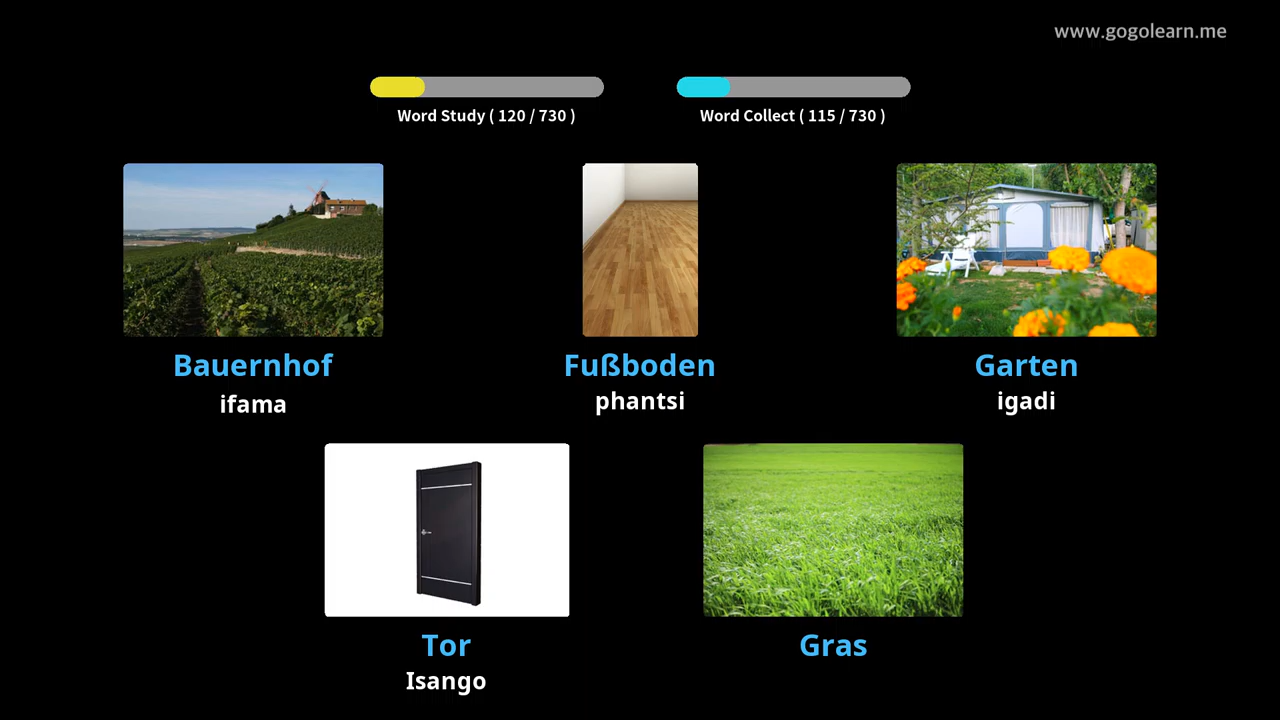 www.gogolearn.me
Word Study ( 120 / 730 )
Word Collect ( 115 / 730 )
Bauernhof
ifama
Fußboden
phantsi
Garten
igadi
Tor
Isango
Gras